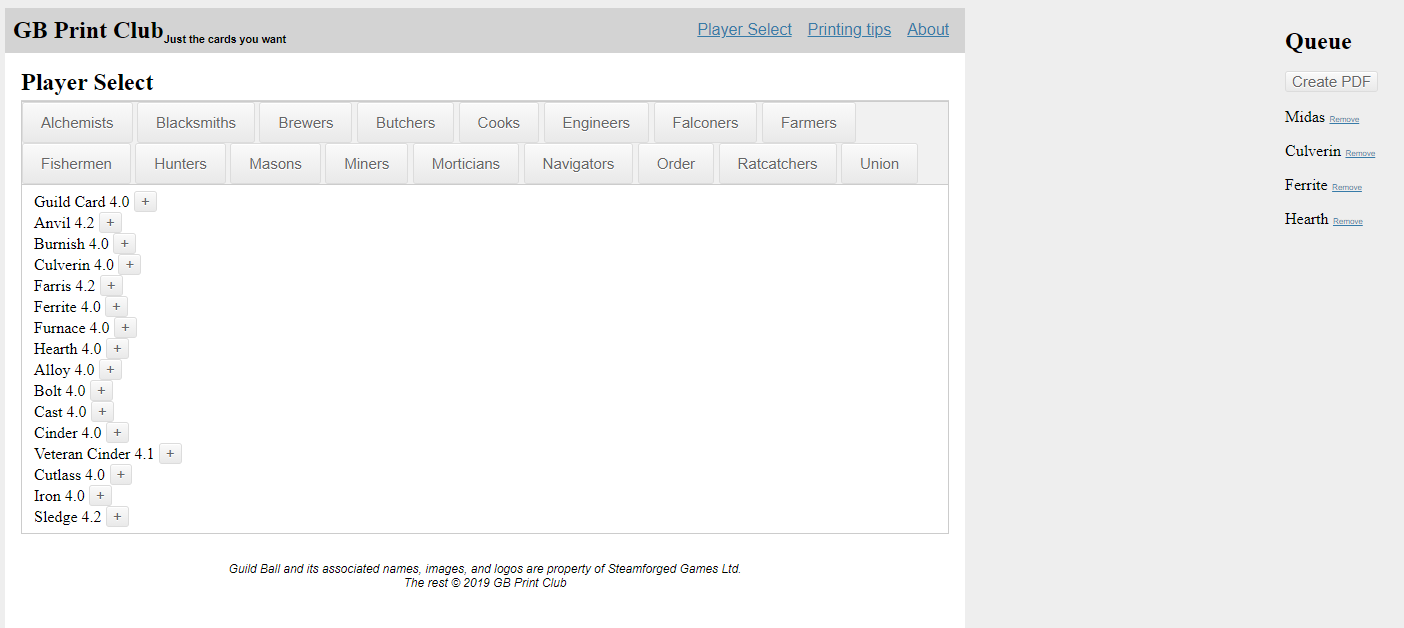 GB Print Club Just the cards you want
Player Select Printing tips About
Player Select
Alchemists Blacksmiths Brewers Butchers Cooks Engineers Falconers Farmers
Fishermen Hunters Masons Miners Morticians Navigators Order Ratcatchers Union
Guild Card 4.0 +
Anvil 4.2 +
Burnish 4.0 +
Culverin 4.0 +
Farris 4.2 +
Ferrite 4.0 +
Furnace 4.0 +
Hearth 4.0 +
Alloy 4.0 +
Bolt 4.0 +
Cast 4.0 +
Cinder 4.0 +
Veteran Cinder 4.1 +
Cutlass 4.0 +
Iron 4.0 +
Sledge 4.2 +
Guild Ball and its associated names, images, and logos are property of Steamforged Games Ltd.
The rest © 2019 GB Print Club
Queue
Create PDF
Midas Remove
Culverin Remove
Ferrite Remove
Hearth Remove